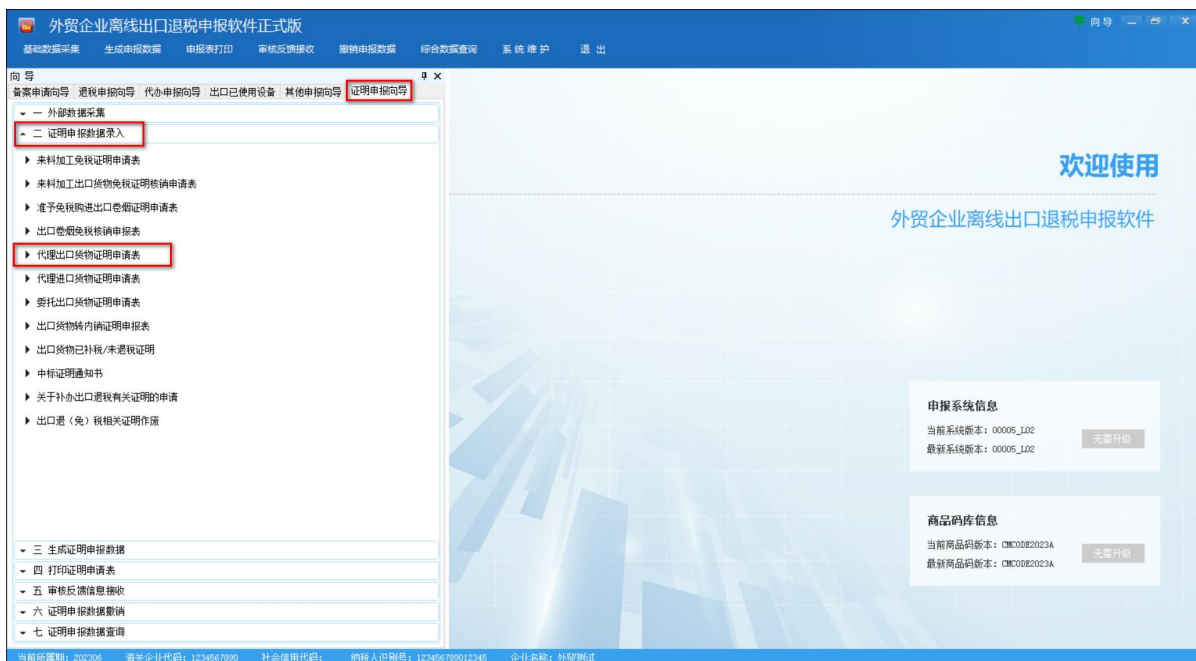 外贸企业离线出口退税申报软件正式版
向导
基础数据采集 生成申报数据 申报表打印 审核反馈接收 撤销申报数据 综合数据查询 系统维护 退出
向导
备案申请向导 退税申报向导 代办申报向导 出口已使用设备 其他申报向导 证明申报向导
一 外部数据采集
二 证明申报数据录入
来料加工免税证明申请表
来料加工出口货物免税证明核销申请表
准予免税购进出口卷烟证明申请表
出口卷烟免税核销申报表
代理出口货物证明申请表
代理进口货物证明申请表
委托出口货物证明申请表
出口货物转内销证明申报表
出口货物已补税/未退税证明
中标证明通知书
关于补办出口退税有关证明的申请
出口退（免）税相关证明作废
三 生成证明申报数据
四 打印证明申请表
五 审核反馈信息接收
六 证明申报数据撤销
七 证明申报数据查询
欢迎使用
外贸企业离线出口退税申报软件
申报系统信息
当前系统版本：00005_L02
最新系统版本：00005_L02
无需升级
商品码库信息
当前商品码版本：CMCODE2023A
最新商品码版本：CMCODE2023A
无需升级
当前所属期：202306 海关企业代码：1234567890 社会信用代码： 纳税人识别号：123456789012345 企业名称：外贸测试